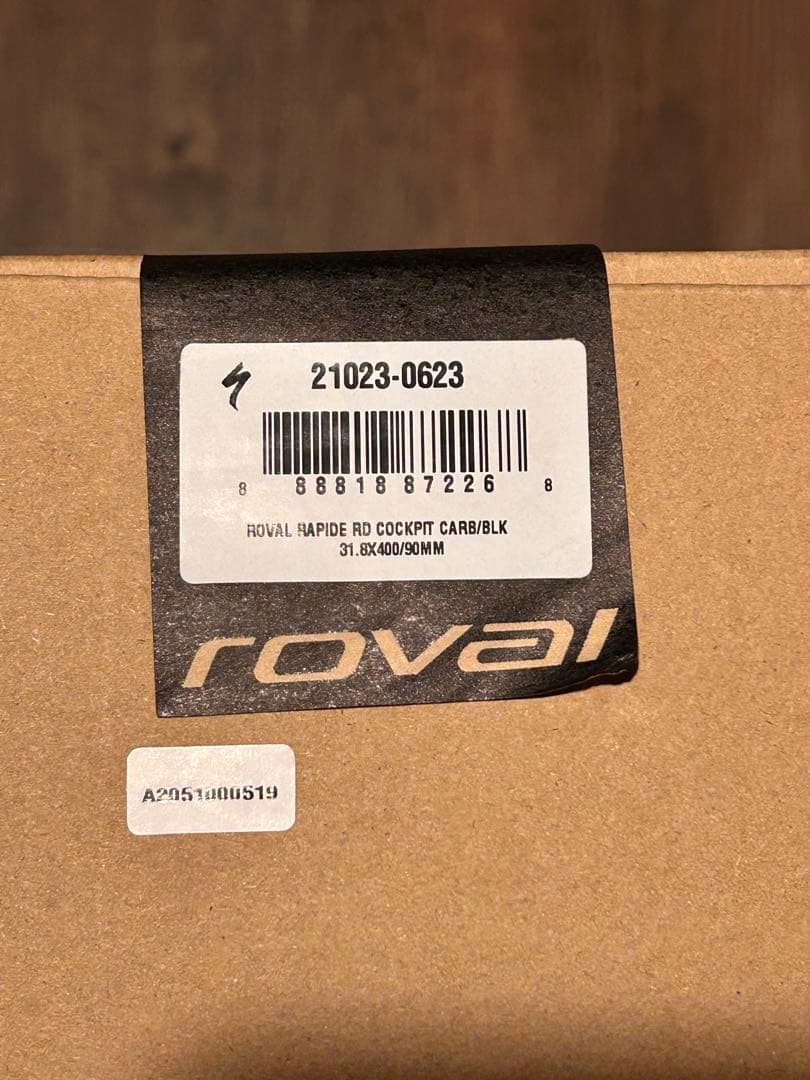 21023-0623
8 88818 87226 8
ROVAL RAPIDE RD COCKPIT CARB/BLK
31.8X400/90MM
roval
A2051000519